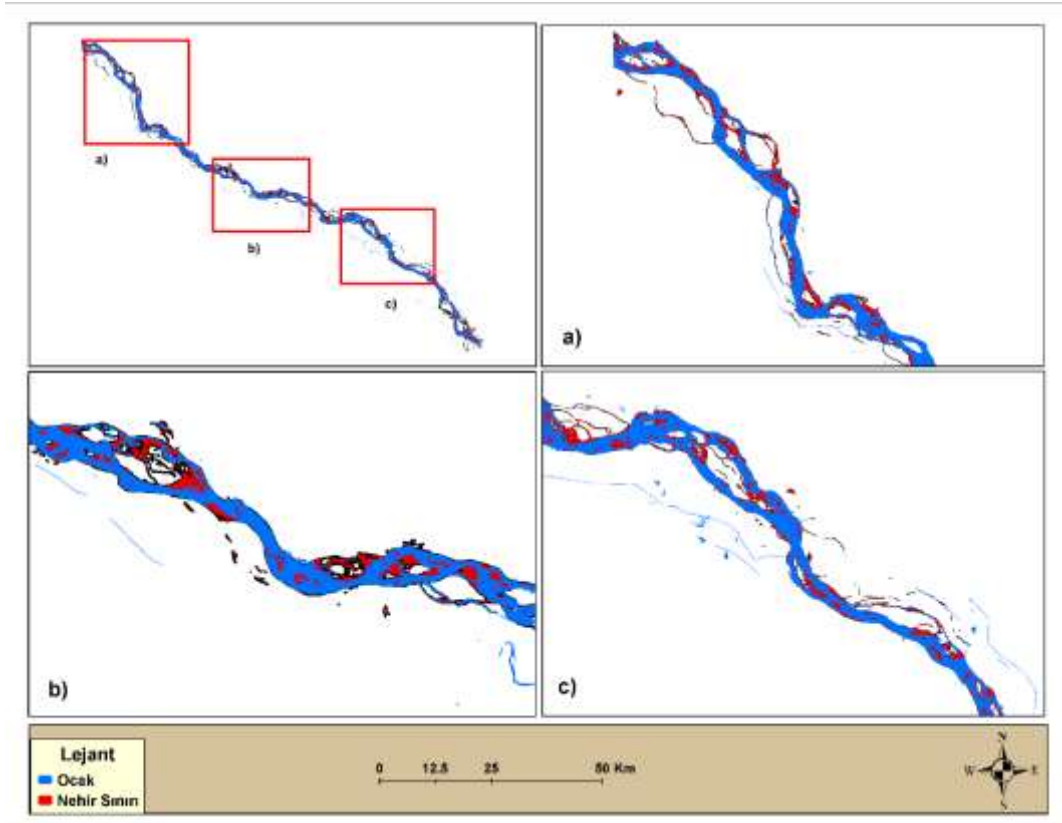 a)
b)
c)
a)
b)
c)
Lejant
Ocak
Nehir Sınırı
0 12.5 25 50 Km
N
W E
S